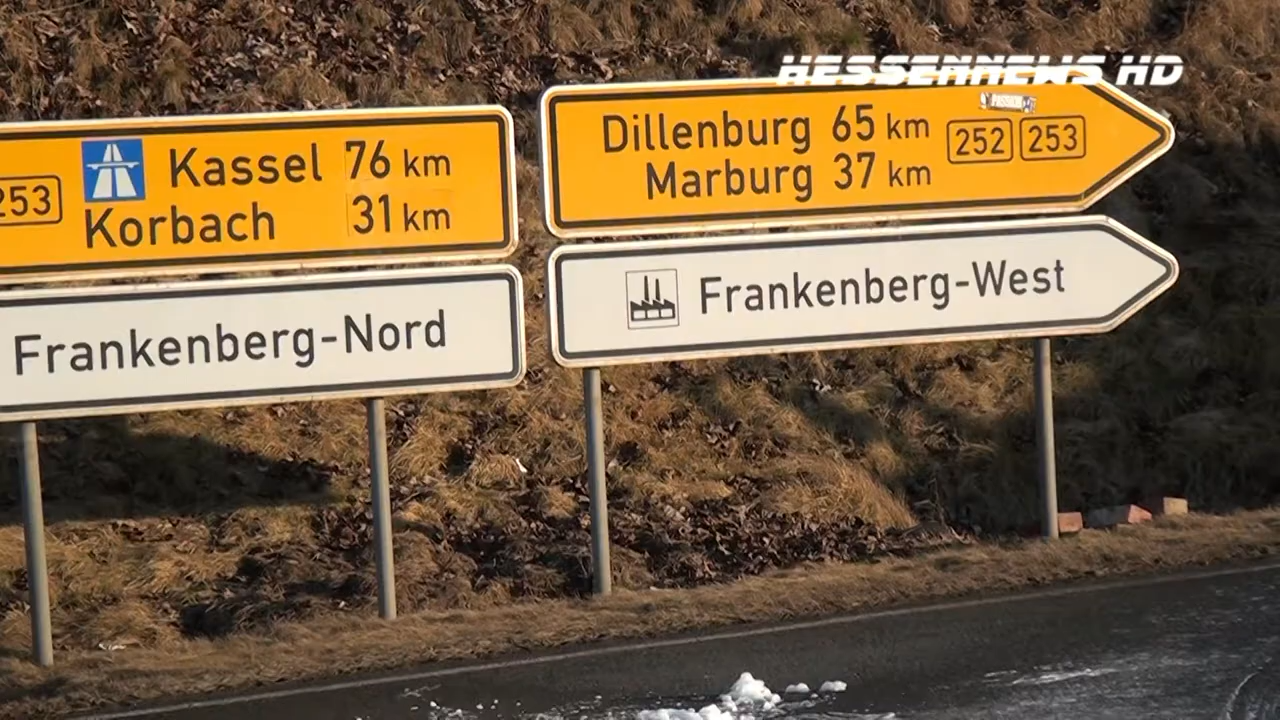 HESSENNEWS HD
253
Kassel 76 km
Korbach 31 km
Frankenberg-Nord
Dillenburg 65 km
Marburg 37 km
252 253
Frankenberg-West